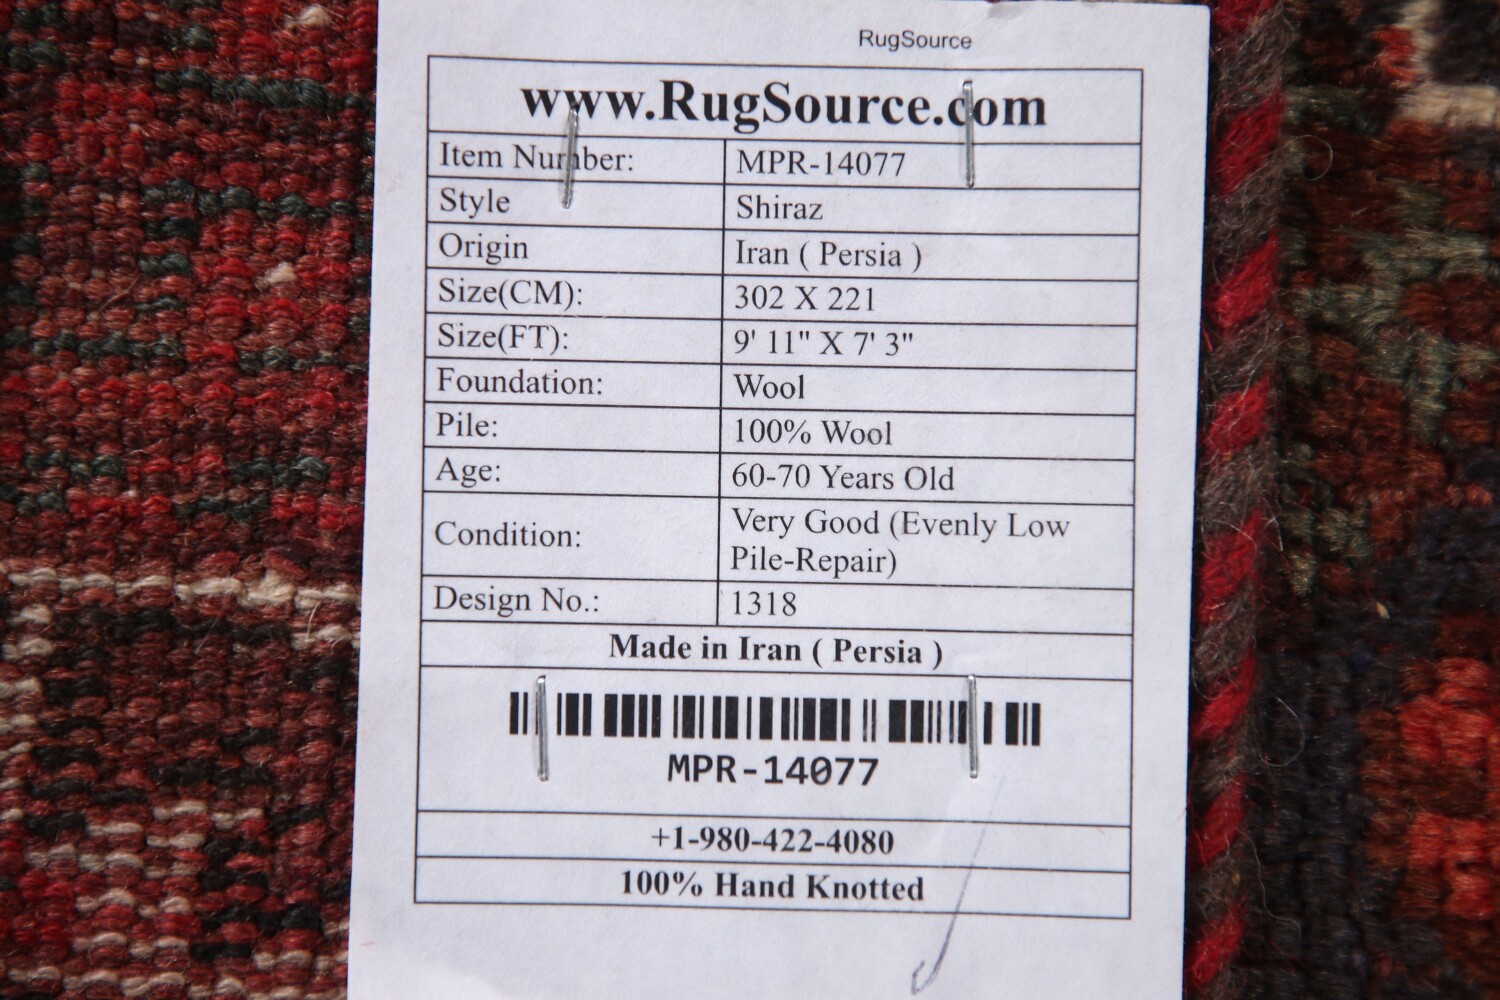 RugSource
www.RugSource.com
Item Number: MPR-14077
Style Shiraz
Origin Iran ( Persia )
Size(CM): 302 X 221
Size(FT): 9' 11" X 7' 3"
Foundation: Wool
Pile: 100% Wool
Age: 60-70 Years Old
Condition: Very Good (Evenly Low
Pile-Repair)
Design No.: 1318
Made in Iran ( Persia )
MPR-14077
+1-980-422-4080
100% Hand Knotted